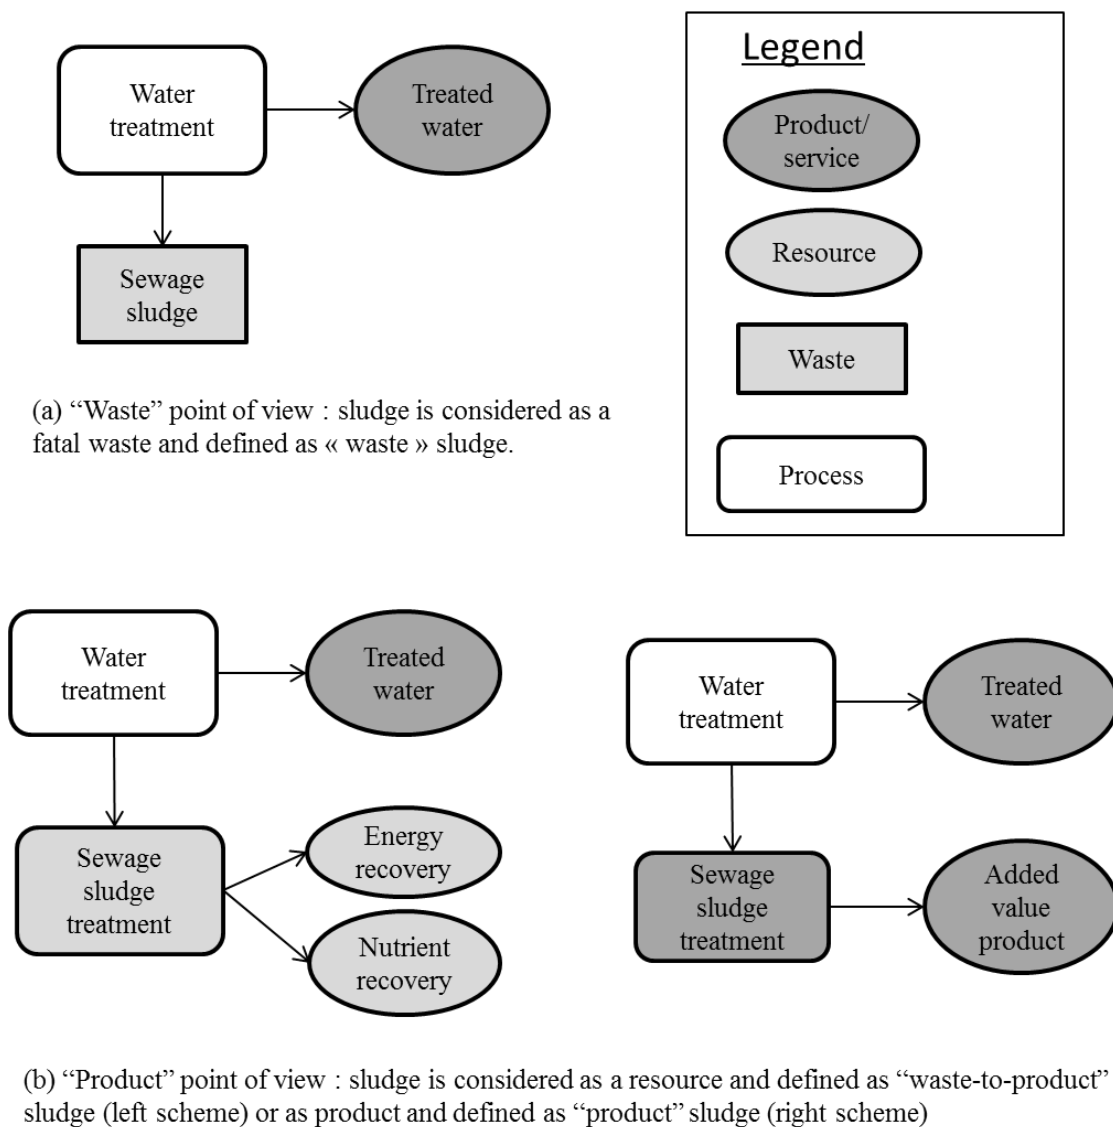 Water
treatment
Treated
water
Sewage
sludge
(a) “Waste” point of view : sludge is considered as a
fatal waste and defined as « waste » sludge.
Legend
Product/
service
Resource
Waste
Process
Water
treatment
Treated
water
Sewage
sludge
treatment
Energy
recovery
Nutrient
recovery
Water
treatment
Treated
water
Sewage
sludge
treatment
Added
value
product
(b) “Product” point of view : sludge is considered as a resource and defined as “waste-to-product”
sludge (left scheme) or as product and defined as “product” sludge (right scheme)